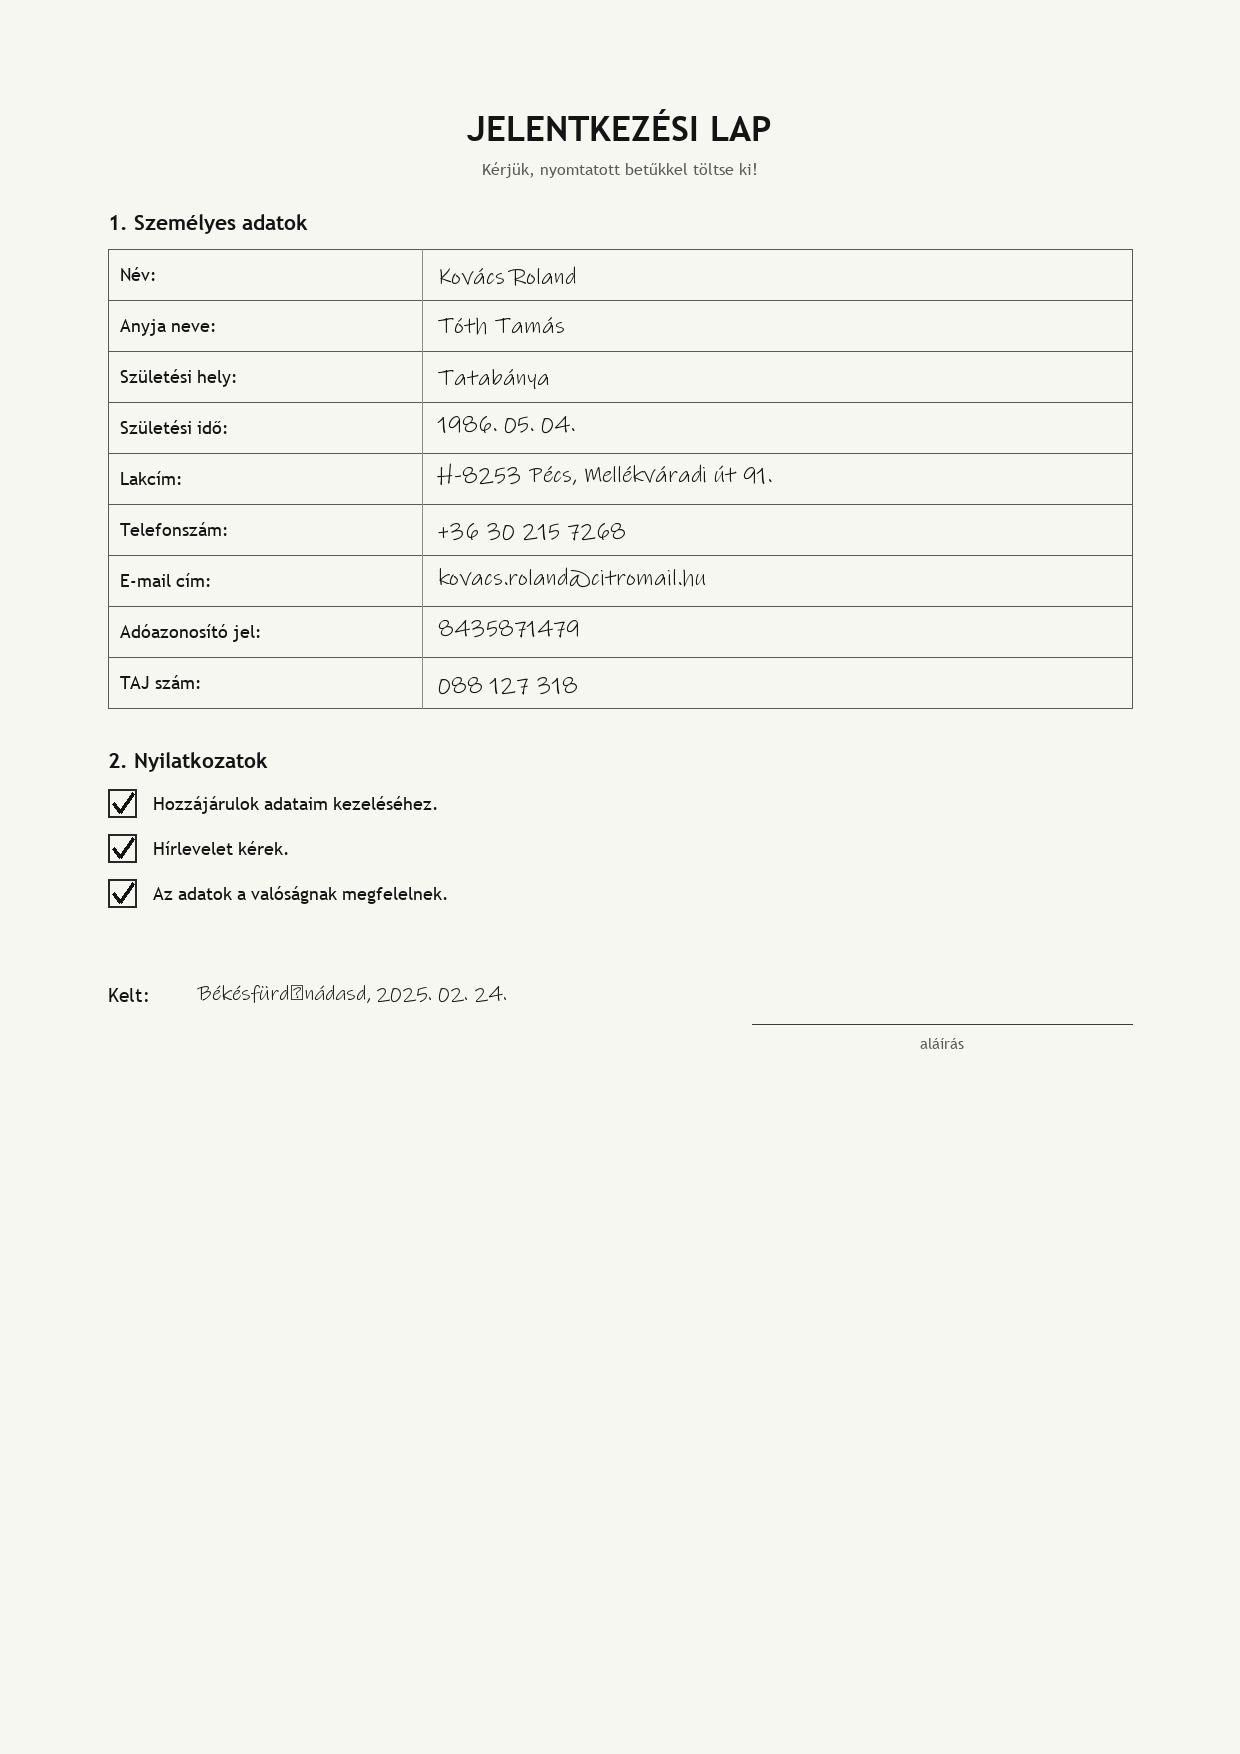 JELENTKEZÉSI LAP
Kérjük, nyomtatott betűkkel töltse ki!
1. Személyes adatok
Név: Kovács Roland
Anyja neve: Tóth Tamás
Születési hely: Tatabánya
Születési idő: 1986. 05. 04.
Lakcím: H-8253 Pécs, Mellékváradi út 91.
Telefonszám: +36 30 215 7268
E-mail cím: kovacs.roland@citromail.hu
Adóazonosító jel: 8435871479
TAJ szám: 088 127 318
2. Nyilatkozatok
Hozzájárulok adataim kezeléséhez.
Hírlevelet kérek.
Az adatok a valóságnak megfelelnek.
Kelt: 2025. 02. 24.
aláírás